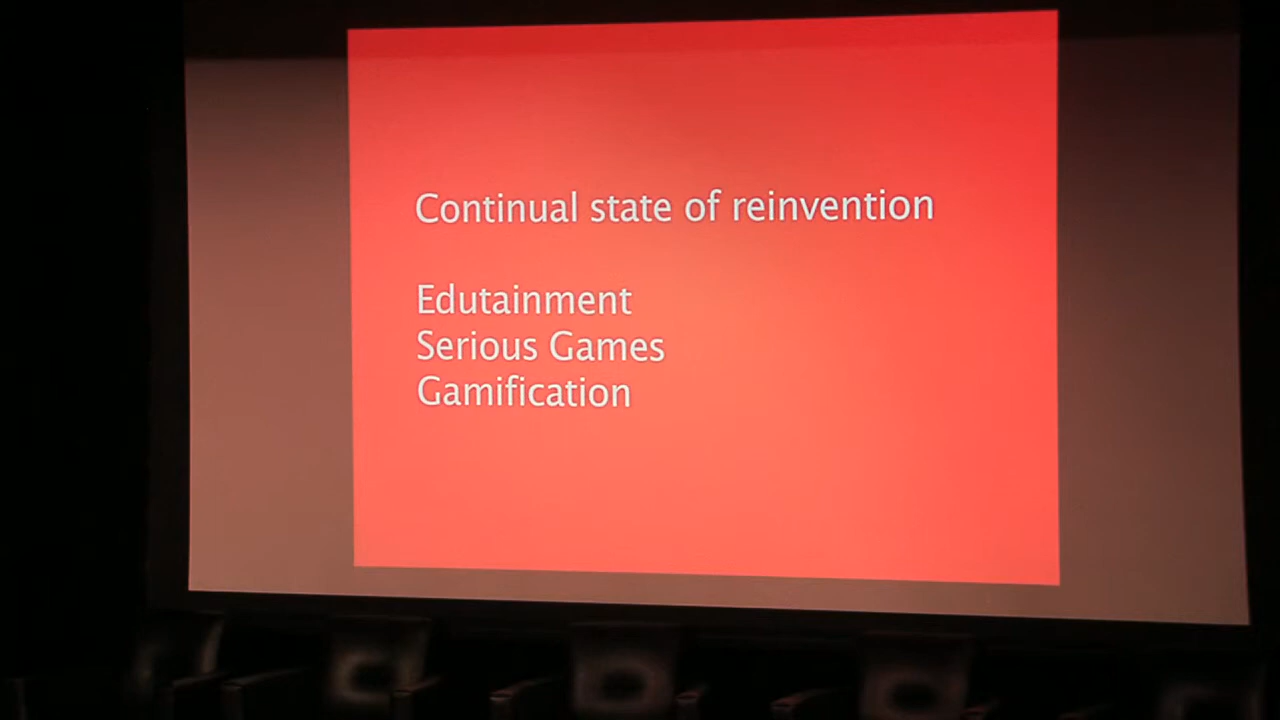 Continual state of reinvention
Edutainment
Serious Games
Gamification